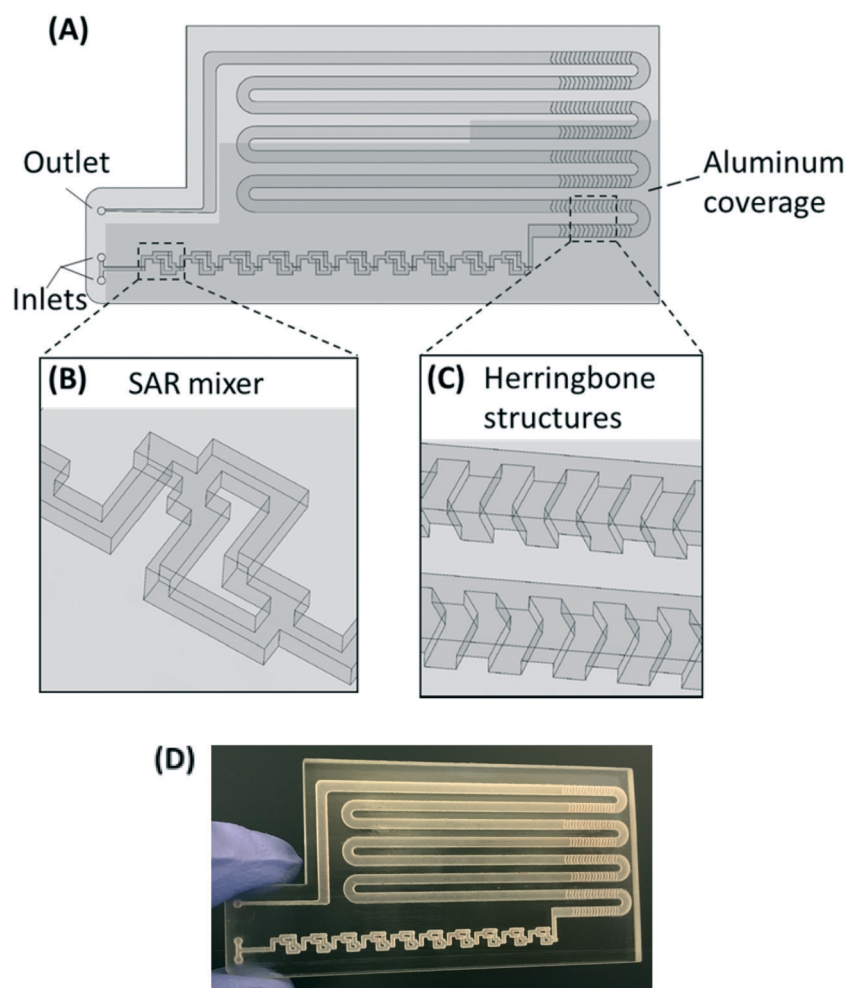 (A)
Outlet
Inlets
Aluminum
coverage
(B) SAR mixer
(C) Herringbone
structures
(D)